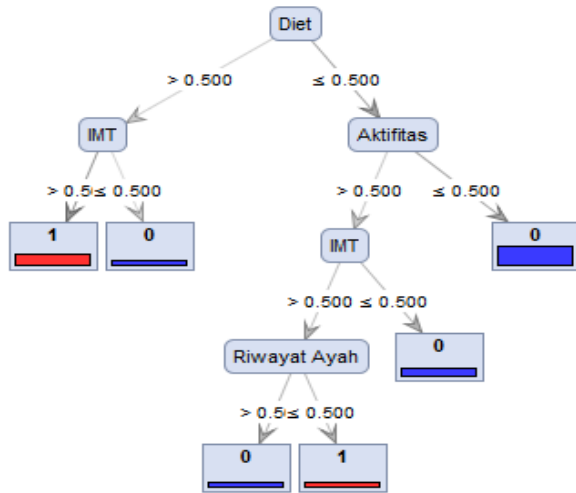 Diet
> 0.500 ≤ 0.500
IMT Aktifitas
> 0.5 ≤ 0.500 > 0.500 ≤ 0.500
1 0 IMT 0
> 0.500 ≤ 0.500
Riwayat Ayah 0
> 0.5 ≤ 0.500
0 1